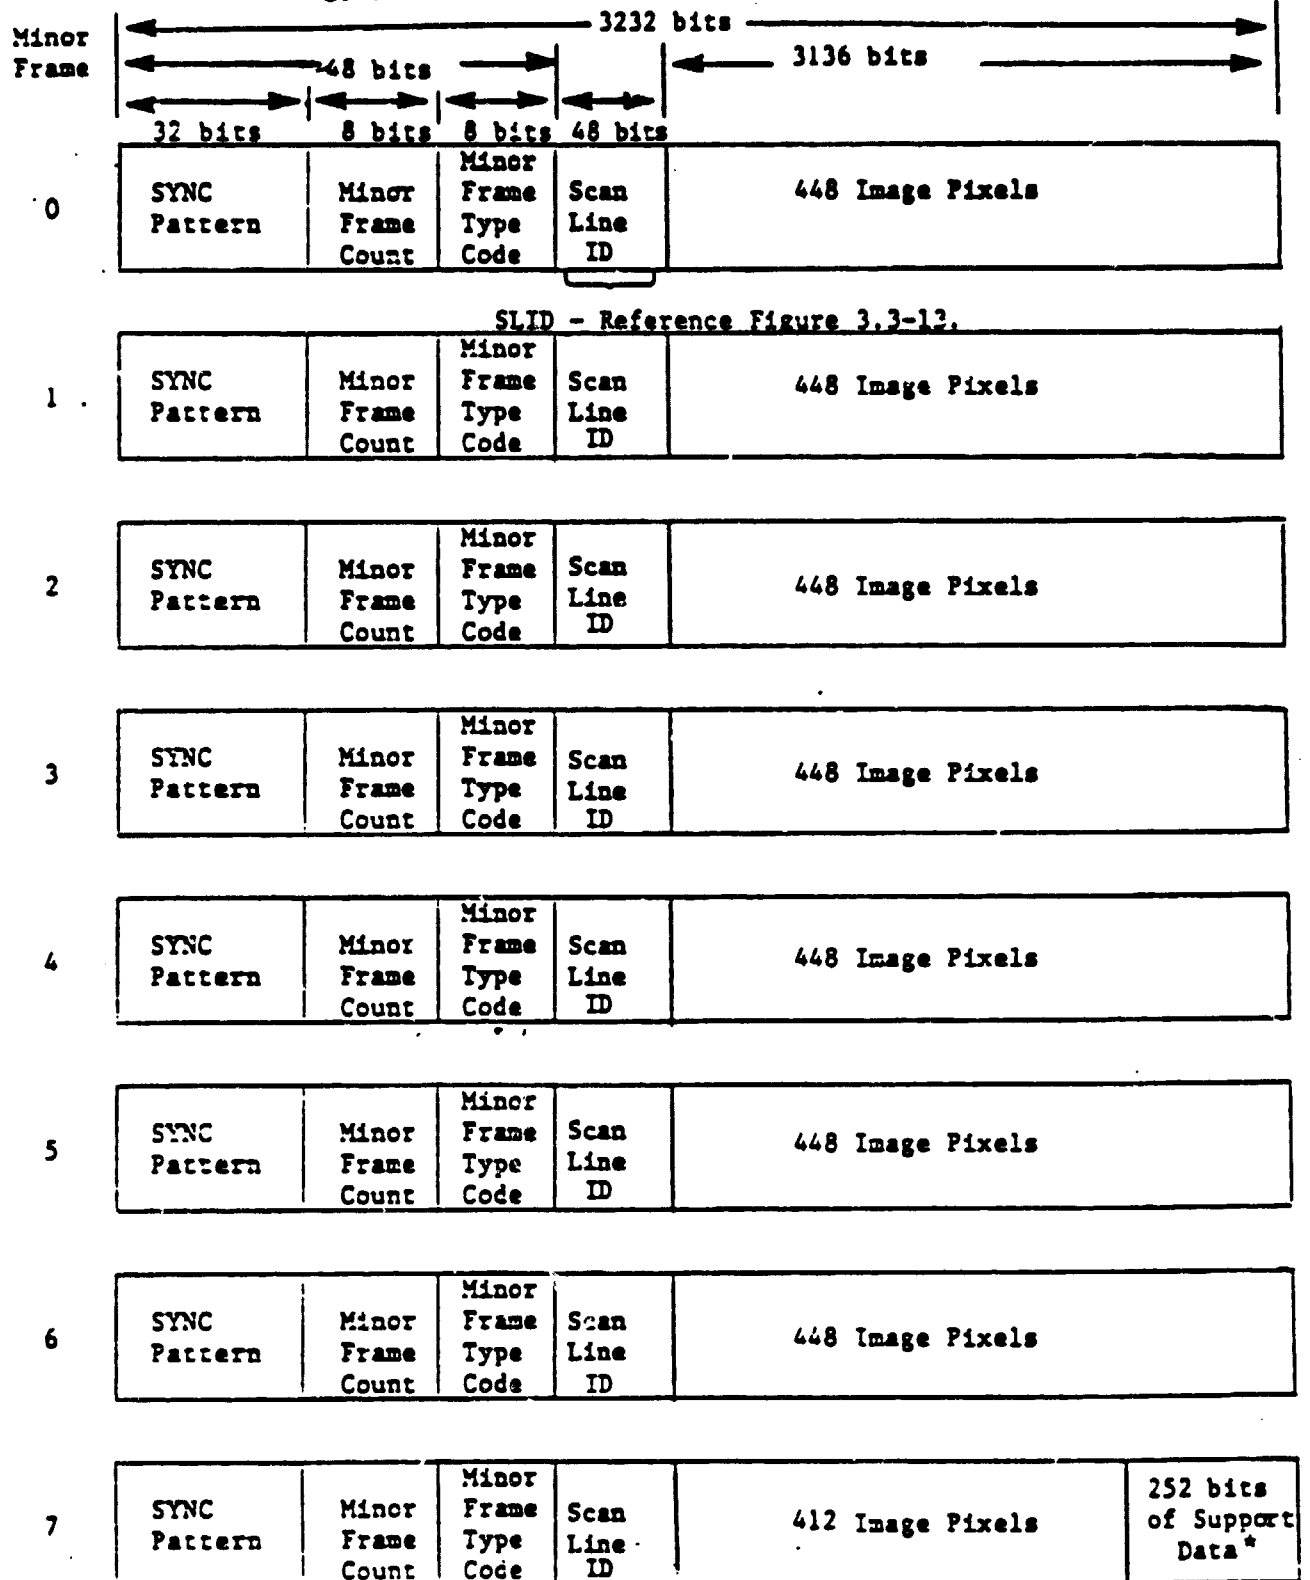 3232 bits
Minor
Frame
48 bits
3136 bits
32 bits 8 bits 8 bits 48 bits
0
SYNC
Pattern
Minor
Frame
Count
Minor
Frame
Type
Code
Scan
Line
ID
448 Image Pixels
SLID - Reference Figure 3.3-13.
1
SYNC
Pattern
Minor
Frame
Count
Minor
Frame
Type
Code
Scan
Line
ID
448 Image Pixels
2
SYNC
Pattern
Minor
Frame
Count
Minor
Frame
Type
Code
Scan
Line
ID
448 Image Pixels
3
SYNC
Pattern
Minor
Frame
Count
Minor
Frame
Type
Code
Scan
Line
ID
448 Image Pixels
4
SYNC
Pattern
Minor
Frame
Count
Minor
Frame
Type
Code
Scan
Line
ID
448 Image Pixels
5
SYNC
Pattern
Minor
Frame
Count
Minor
Frame
Type
Code
Scan
Line
ID
448 Image Pixels
6
SYNC
Pattern
Minor
Frame
Count
Minor
Frame
Type
Code
Scan
Line
ID
448 Image Pixels
7
SYNC
Pattern
Minor
Frame
Count
Minor
Frame
Type
Code
Scan
Line
ID
412 Image Pixels
252 bits
of Support
Data*